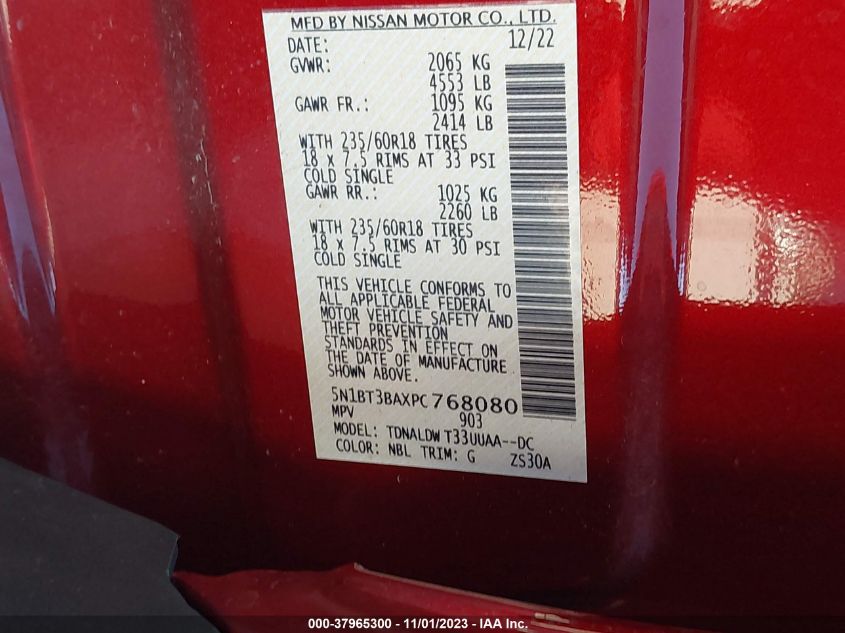 MFD BY NISSAN MOTOR CO., LTD.
DATE: 12/22
GVWR: 2065 KG
4553 LB
GAWR FR.: 1095 KG
2414 LB
WITH 235/60R18 TIRES
18 x 7.5 RIMS AT 33 PSI
COLD SINGLE
GAWR RR.: 1025 KG
2260 LB
WITH 235/60R18 TIRES
18 x 7.5 RIMS AT 30 PSI
COLD SINGLE
THIS VEHICLE CONFORMS TO
ALL APPLICABLE FEDERAL
MOTOR VEHICLE SAFETY AND
THEFT PREVENTION
STANDARDS IN EFFECT ON
THE DATE OF MANUFACTURE
SHOWN ABOVE.
5N1BT3BAXPC768080
MPV 903
MODEL: TDNALDW T33UUAA--DC
COLOR: NBL TRIM: G ZS30A
000-37965300 - 11/01/2023 - IAA Inc.